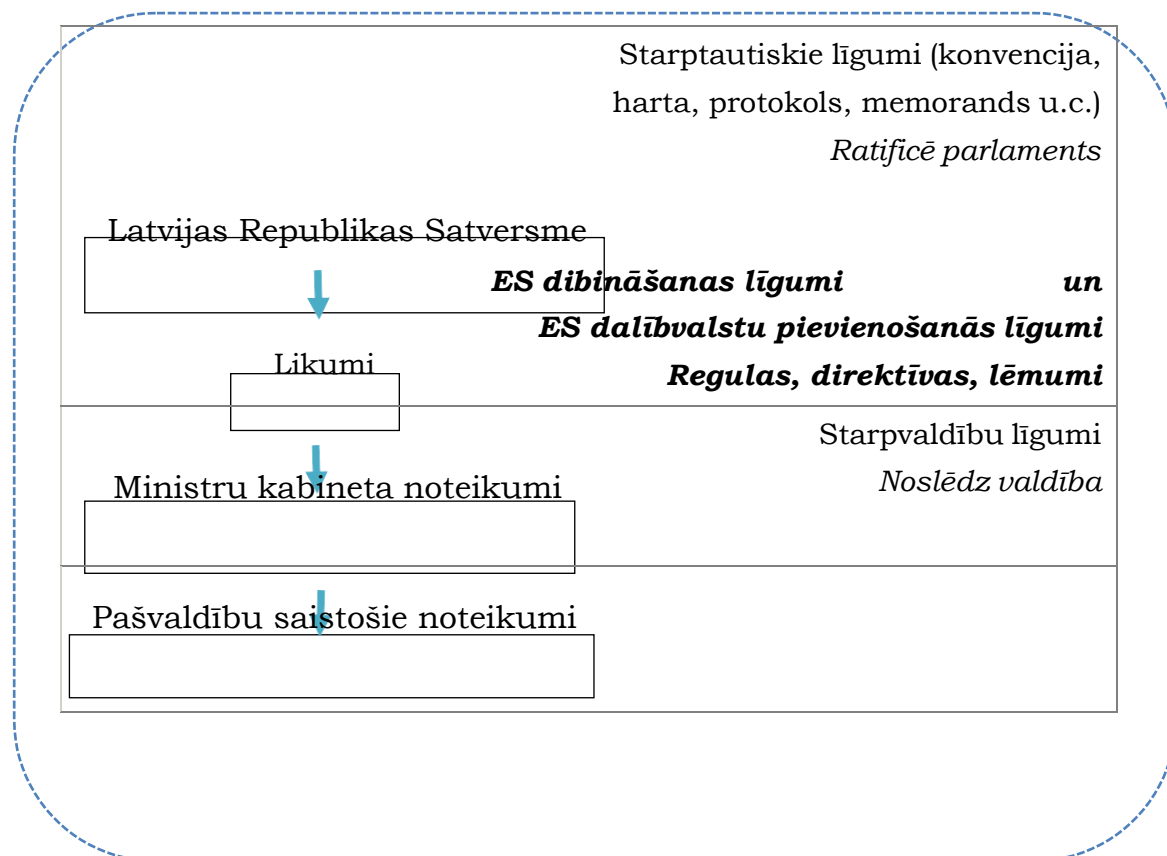 Starptautiskie līgumi (konvencija,
harta, protokols, memorands u.c.)
Ratificē parlaments
Latvijas Republikas Satversme
ES dibināšanas līgumi un
ES dalībvalstu pievienošanās līgumi
Likumi
Regulas, direktīvas, lēmumi
Starpvaldību līgumi
Ministru kabineta noteikumi
Noslēdz valdība
Pašvaldību saistošie noteikumi